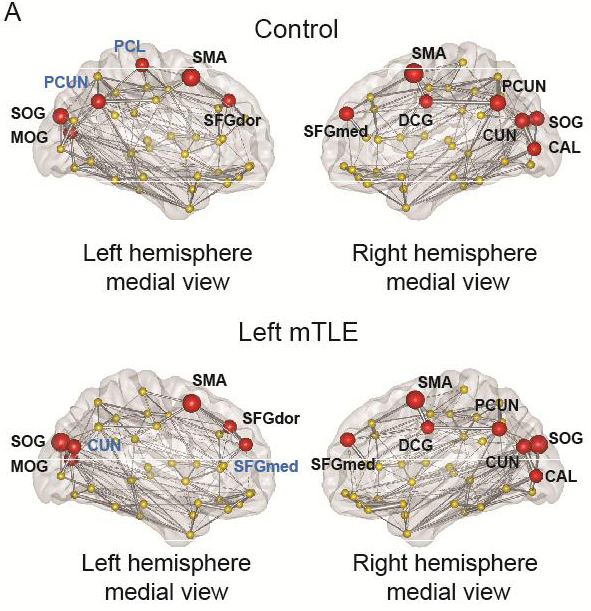 A
Control
PCL
SMA
PCUN
SOG
MOG
SFGdor
SMA
PCUN
SFGmed
DCG
CUN
SOG
CAL
Left hemisphere
medial view
Right hemisphere
medial view
Left mTLE
SMA
SFGdor
SOG
CUN
MOG
SFGmed
SMA
PCUN
SOG
DCG
CUN
SFGmed
CAL
Left hemisphere
medial view
Right hemisphere
medial view